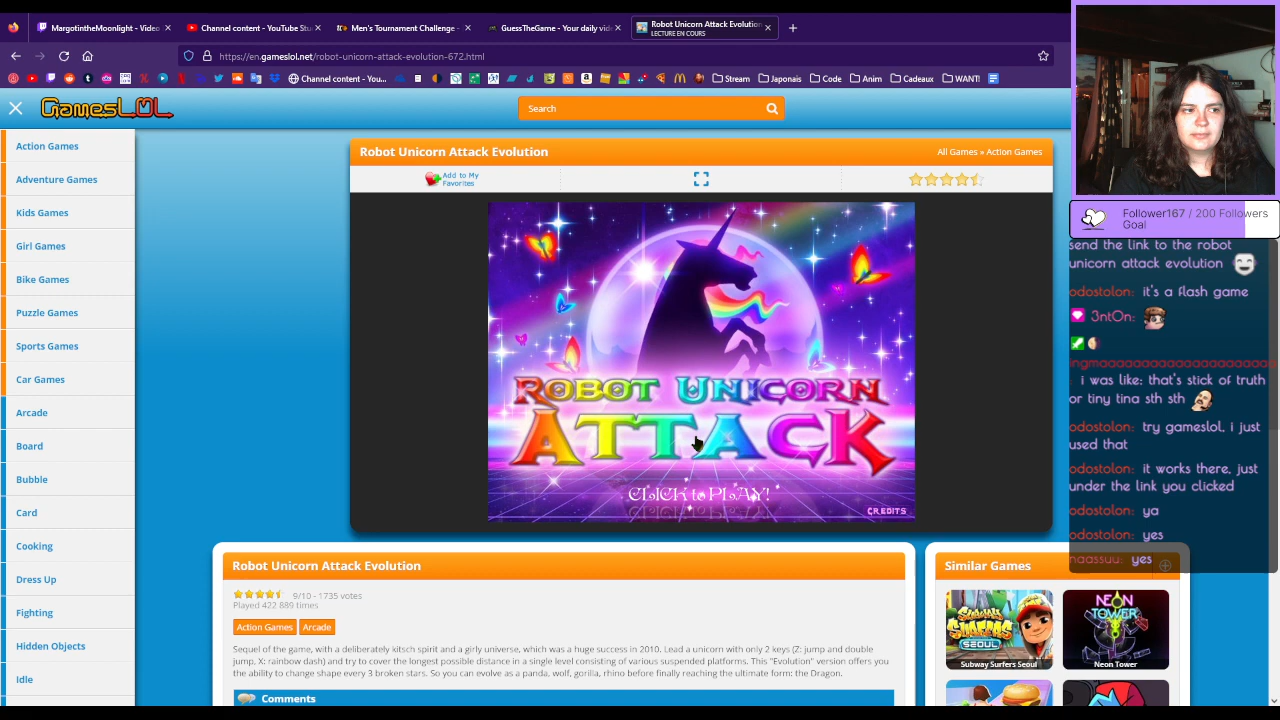 MargotintheMoonlight - Video
Channel content - YouTube Stu
Men's Tournament Challenge -
GuessTheGame - Your daily vid
Robot Unicorn Attack Evolution
LECTURE EN COURS
https://en.gameslol.net/robot-unicorn-attack-evolution-672.html
Channel content - You...
Stream
Japonais
Code
Anim
Cadeaux
WANT!
GamesLOL
Search
Action Games
Adventure Games
Kids Games
Girl Games
Bike Games
Puzzle Games
Sports Games
Car Games
Arcade
Board
Bubble
Card
Cooking
Dress Up
Fighting
Hidden Objects
Idle
Robot Unicorn Attack Evolution
All Games » Action Games
Add to My
Favorites
ROBOT UNICORN
ATTACK
CLICK to PLAY!
CREDITS
Robot Unicorn Attack Evolution
9/10 - 1735 votes
Played 422 889 times
Action Games
Arcade
Sequel of the game, with a deliberately kitsch spirit and a girly universe, which was a huge success in 2010. Lead a unicorn with only 2 keys (Z: jump and double
jump, X: rainbow dash) and try to cover the longest possible distance in a single level consisting of various suspended platforms. This "Evolution" version offers you
the ability to change shape every 3 broken stars. So you can evolve as a panda, wolf, gorilla, rhino before finally reaching the ultimate form: the Dragon.
Comments
Similar Games
SUBWAY SURFERS
SEOUL
Subway Surfers Seoul
NEON
TOWER
Neon Tower
Follower167 / 200 Followers
Goal
send the link to the robot
unicorn attack evolution
odostolon: it's a flash game
3ntOn:
: i was like: that's stick of truth
or tiny tina sth sth
odostolon: try gameslol, i just
used that
odostolon: it works there, just
under the link you clicked
odostolon: ya
odostolon: yes
naassuu: yes